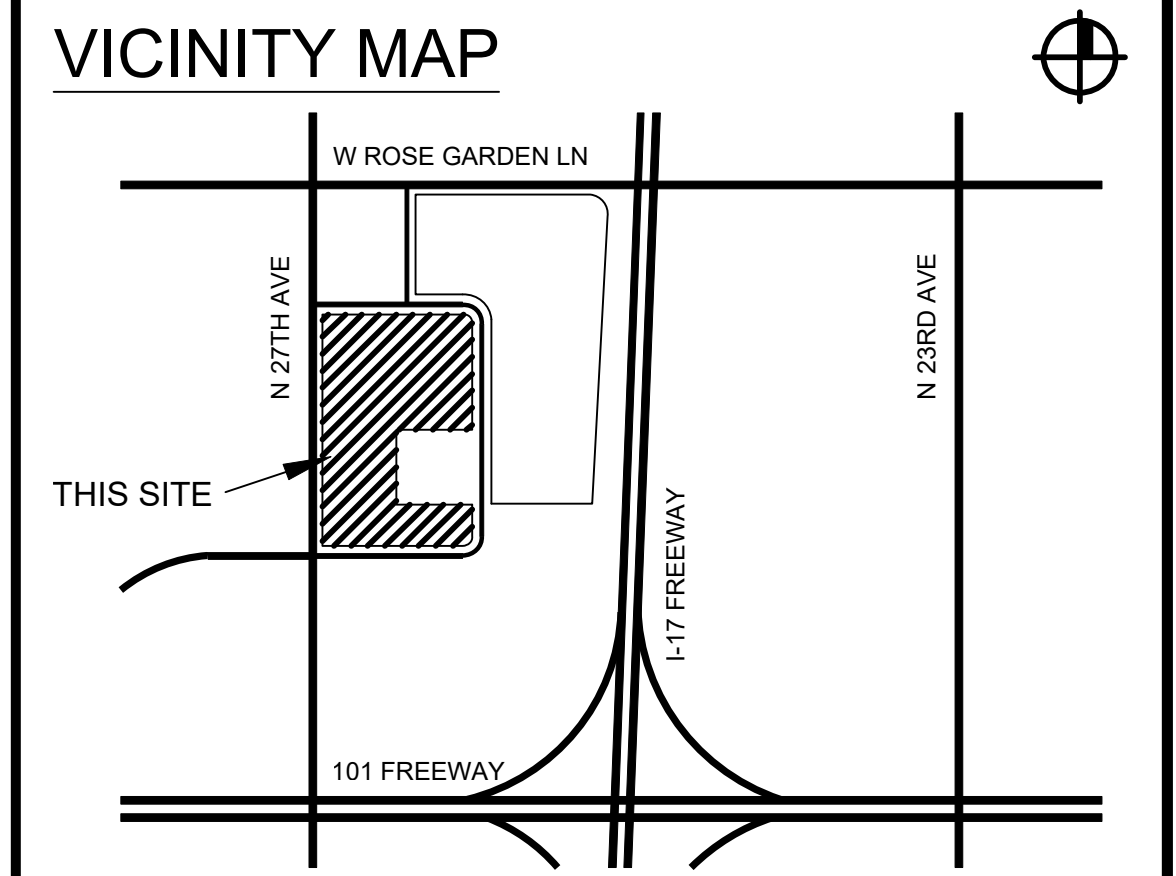 VICINITY MAP
W ROSE GARDEN LN
N 27TH AVE
N 23RD AVE
THIS SITE
I-17 FREEWAY
101 FREEWAY